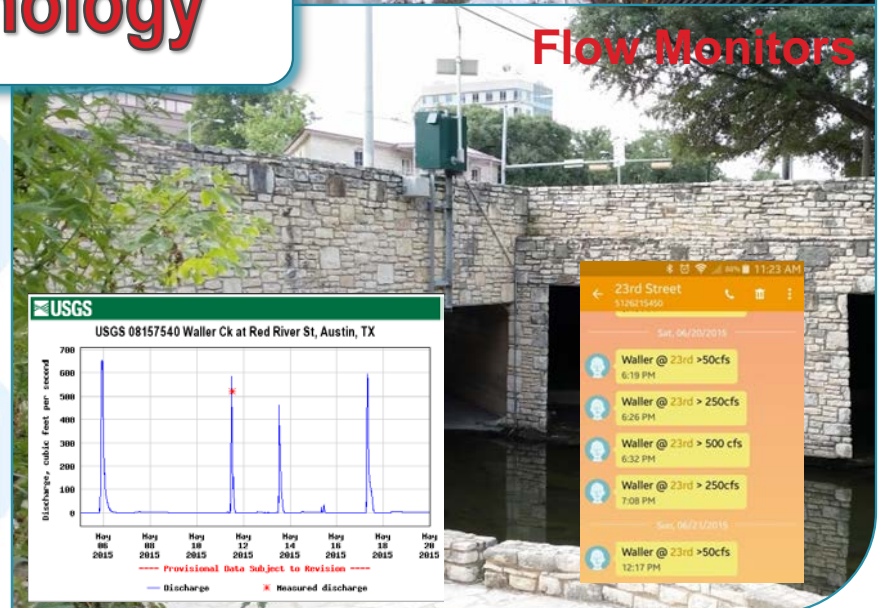 nology
Flow Monitors
USGS
USGS 08157540 Waller Ck at Red River St, Austin, TX
Discharge, cubic feet per second
700
600
500
400
300
200
100
0
May 06 2015
May 08 2015
May 10 2015
May 12 2015
May 14 2015
May 16 2015
May 18 2015
May 20 2015
---- Provisional Data Subject to Revision ----
Discharge
Measured discharge
88% 11:23 AM
23rd Street
5126215450
Sat, 06/20/2015
Waller @ 23rd >50cfs
6:19 PM
Waller @ 23rd > 250cfs
6:26 PM
Waller @ 23rd > 500 cfs
6:32 PM
Waller @ 23rd > 250cfs
7:08 PM
Sun, 06/21/2015
Waller @ 23rd >50cfs
12:17 PM